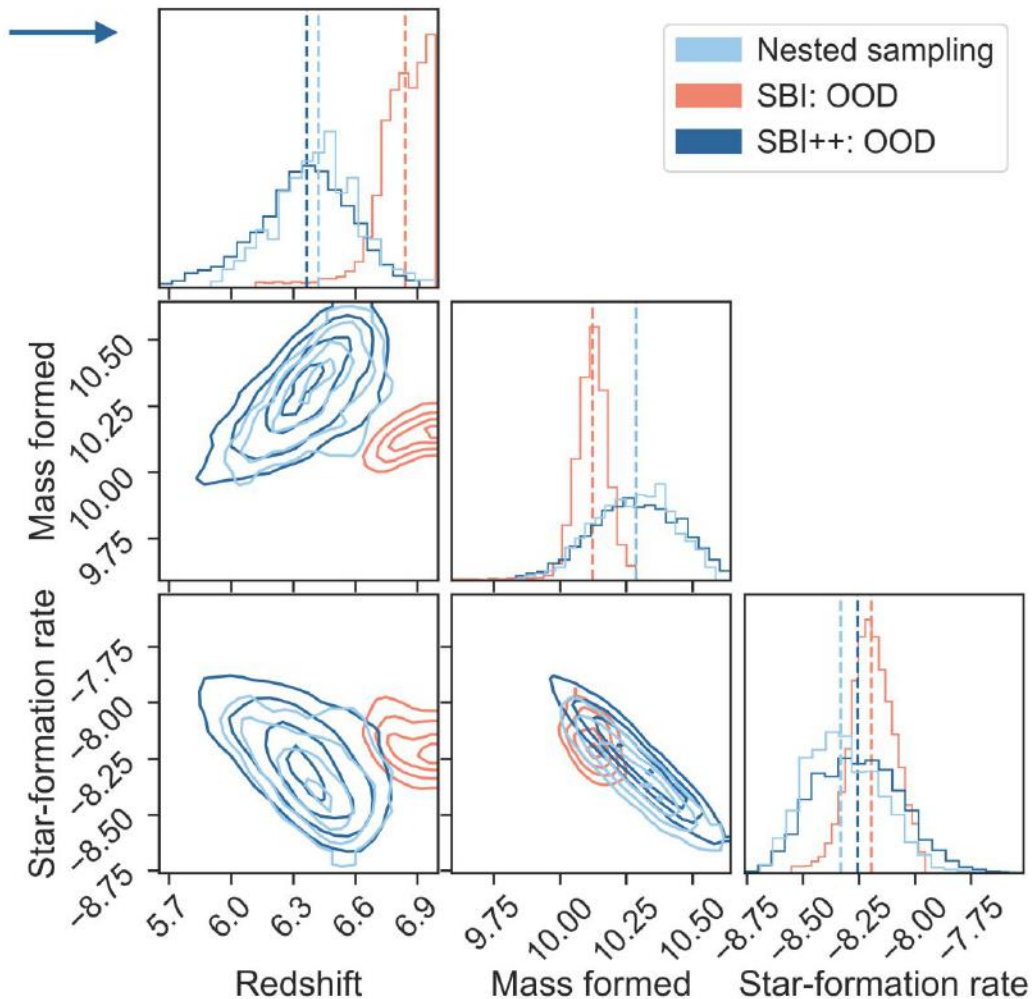 Nested sampling
SBI: OOD
SBI++: OOD
Mass formed
10.50
10.25
10.00
9.75
Star-formation rate
−7.75
−8.00
−8.25
−8.50
−8.75
5.7 6.0 6.3 6.6 6.9
9.75 10.00 10.25 10.50
−8.75 −8.50 −8.25 −8.00 −7.75
Redshift Mass formed Star-formation rate